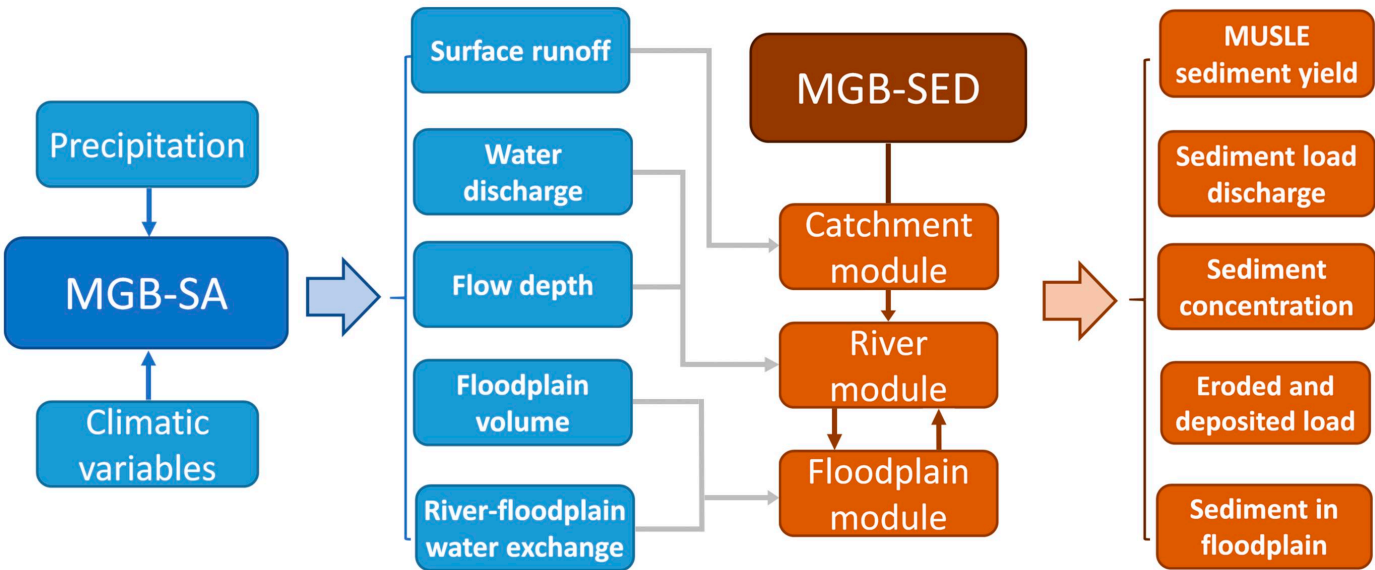 Precipitation
MGB-SA
Climatic
variables
Surface runoff
Water
discharge
Flow depth
Floodplain
volume
River-floodplain
water exchange
MGB-SED
Catchment
module
River
module
Floodplain
module
MUSLE
sediment yield
Sediment load
discharge
Sediment
concentration
Eroded and
deposited load
Sediment in
floodplain